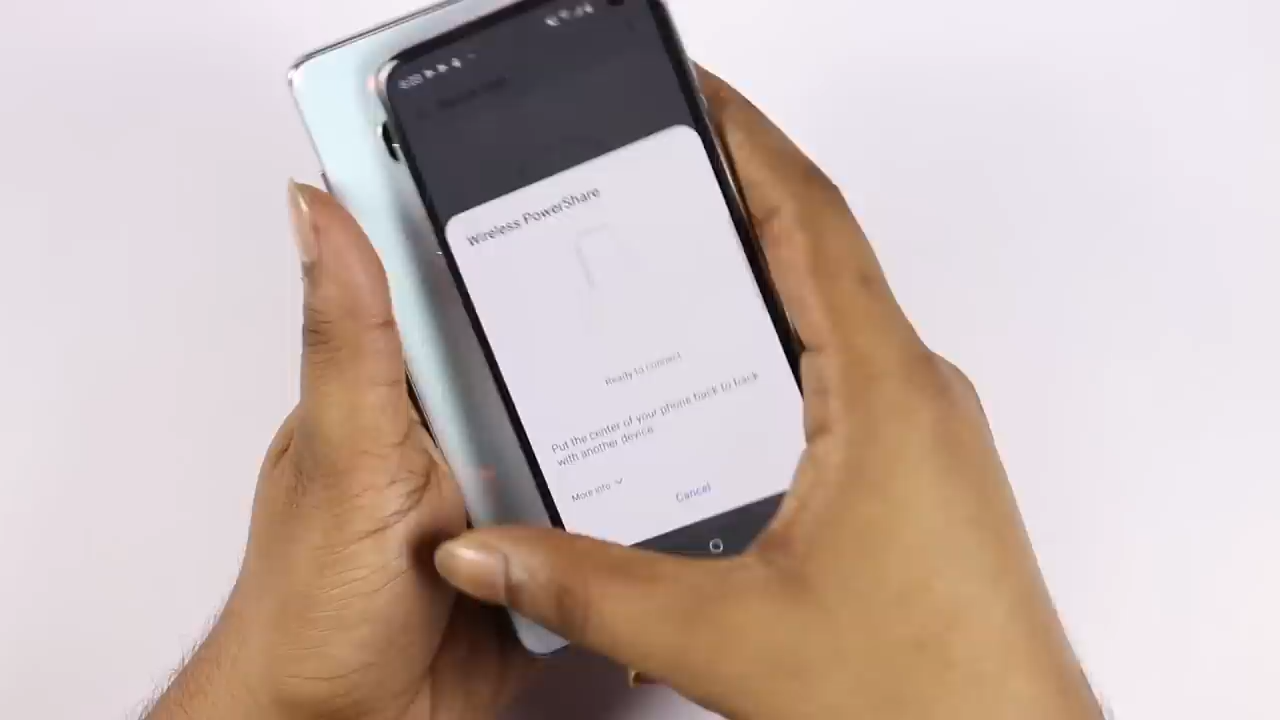 Wireless PowerShare
Ready to connect
Put the center of your phone back to back
with another device
More info
Cancel